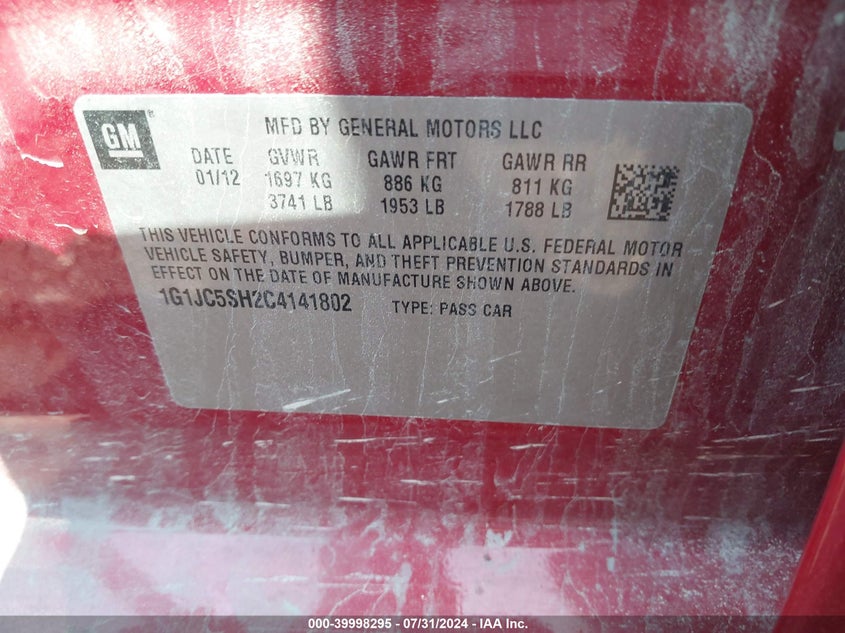 GM®
MFD BY GENERAL MOTORS LLC
DATE GVWR GAWR FRT GAWR RR
01/12 1697 KG 886 KG 811 KG
3741 LB 1953 LB 1788 LB
THIS VEHICLE CONFORMS TO ALL APPLICABLE U.S. FEDERAL MOTOR
VEHICLE SAFETY, BUMPER, AND THEFT PREVENTION STANDARDS IN
EFFECT ON THE DATE OF MANUFACTURE SHOWN ABOVE.
1G1JC5SH2C4141802 TYPE: PASS CAR
000-39998295 - 07/31/2024 - IAA, Inc.